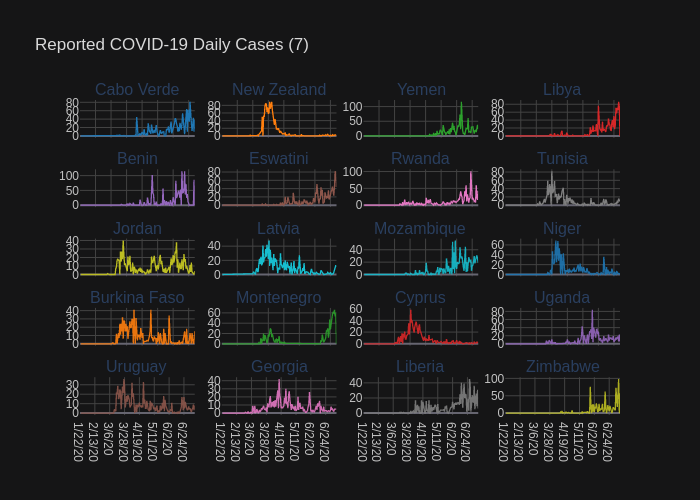 Reported COVID-19 Daily Cases (7)
Cabo Verde New Zealand Yemen Libya
80 60 40 20 0 80 60 40 20 0 100 50 0 80 60 40 20 0
Benin Eswatini Rwanda Tunisia
100 50 0 80 60 40 20 0 100 50 0 80 60 40 20 0
Jordan Latvia Mozambique Niger
40 30 20 10 0 40 20 0 40 20 0 60 40 20 0
Burkina Faso Montenegro Cyprus Uganda
40 30 20 10 0 60 40 20 0 60 40 20 0 80 60 40 20 0
Uruguay Georgia Liberia Zimbabwe
30 20 10 0 40 30 20 10 0 40 20 0 100 50 0
1/22/20 2/13/20 3/6/20 3/28/20 4/19/20 5/11/20 6/2/20 6/24/20 1/22/20 2/13/20 3/6/20 3/28/20 4/19/20 5/11/20 6/2/20 6/24/20 1/22/20 2/13/20 3/6/20 3/28/20 4/19/20 5/11/20 6/2/20 6/24/20 1/22/20 2/13/20 3/6/20 3/28/20 4/19/20 5/11/20 6/2/20 6/24/20